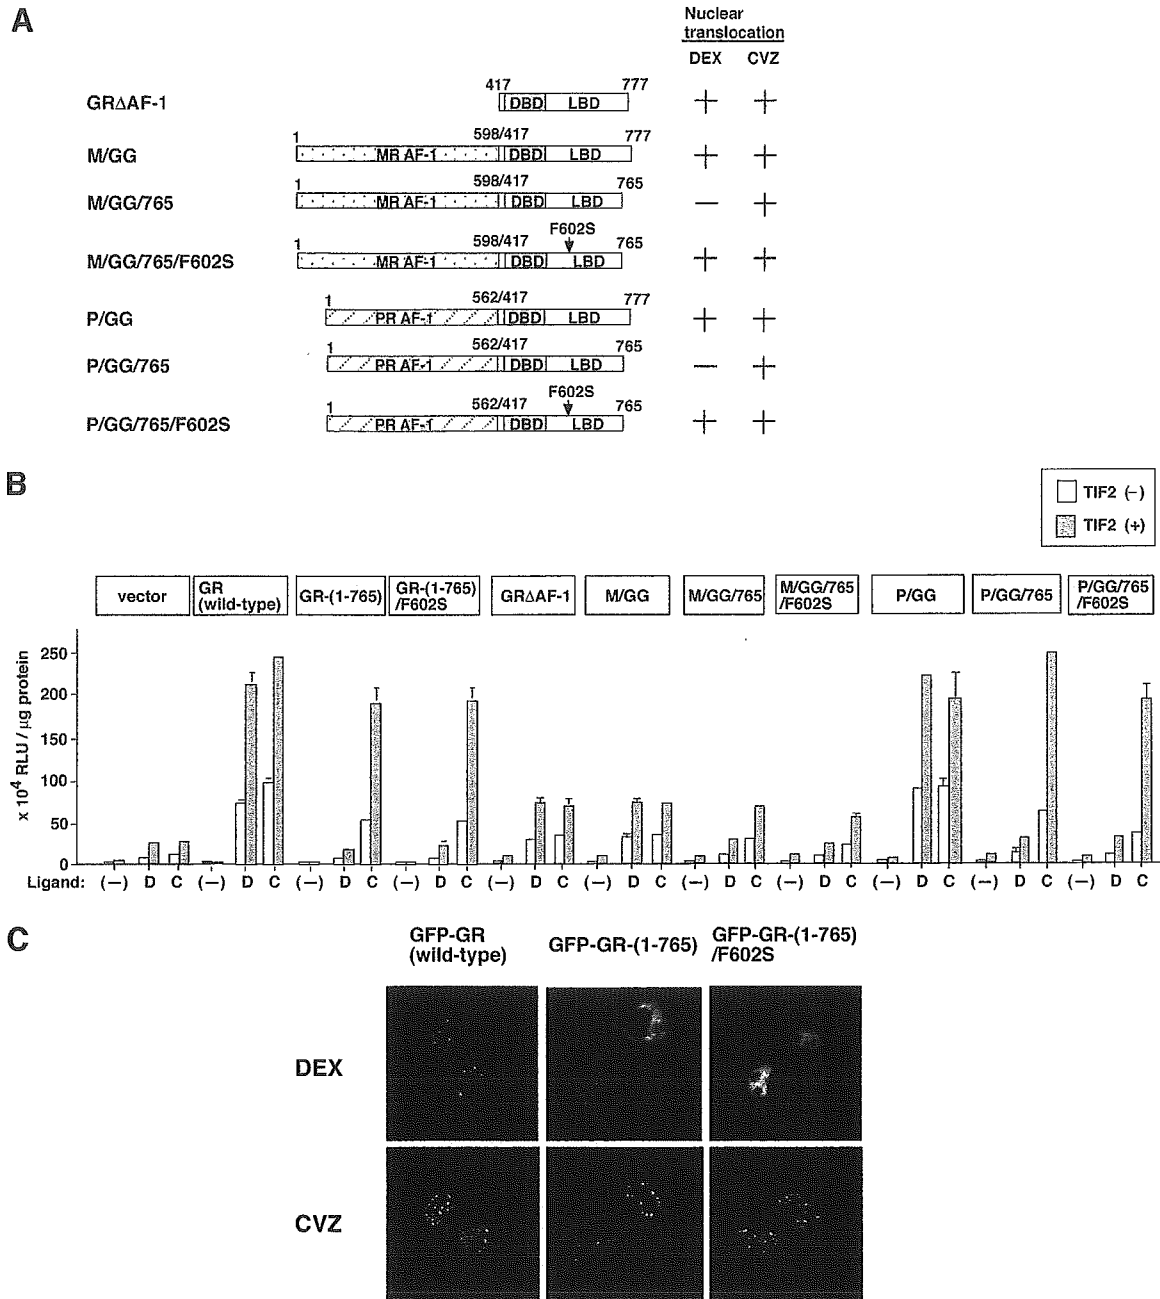 A
Nuclear
translocation
DEX CVZ
417 777
GRΔAF-1 DBD LBD + +
1 598/417 777
M/GG MR AF-1 DBD LBD + +
1 598/417 765
M/GG/765 MR AF-1 DBD LBD — +
F602S
1 598/417 765
M/GG/765/F602S MR AF-1 DBD LBD + +
1 562/417 777
P/GG PR AF-1 DBD LBD + +
1 562/417 765
P/GG/765 PR AF-1 DBD LBD — +
F602S
1 562/417 765
P/GG/765/F602S PR AF-1 DBD LBD + +
B
TIF2 (−)
TIF2 (+)
vector
GR
(wild-type)
GR-(1-765)
GR-(1-765)
/F602S
GRΔAF-1
M/GG
M/GG/765
M/GG/765
/F602S
P/GG
P/GG/765
P/GG/765
/F602S
x 10⁴ RLU / μg protein
250
200
150
100
50
0
Ligand: (—) D C (—) D C (—) D C (—) D C (—) D C (—) D C (—) D C (—) D C (—) D C (—) D C (—) D C
C
GFP-GR
(wild-type)
GFP-GR-(1-765)
GFP-GR-(1-765)
/F602S
DEX
CVZ